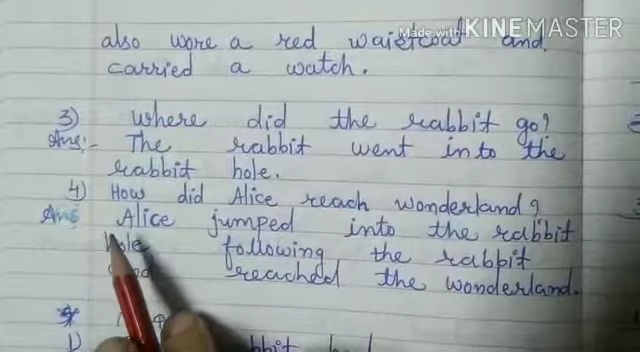 Made with KINEMASTER
also wore a red waistcoat and
carried a watch.
3) where did the rabbit go?
Ans:- The rabbit went into the
rabbit hole.
4) How did Alice reach wonderland?
Ans Alice jumped into the rabbit
hole following the rabbit
reached the wonderland.
1)